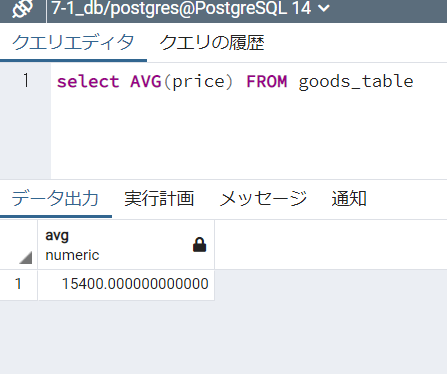 7-1_db/postgres@PostgreSQL 14
クエリエディタ クエリの履歴
1 select AVG(price) FROM goods_table
データ出力 実行計画 メッセージ 通知
avg
numeric
1 15400.000000000000